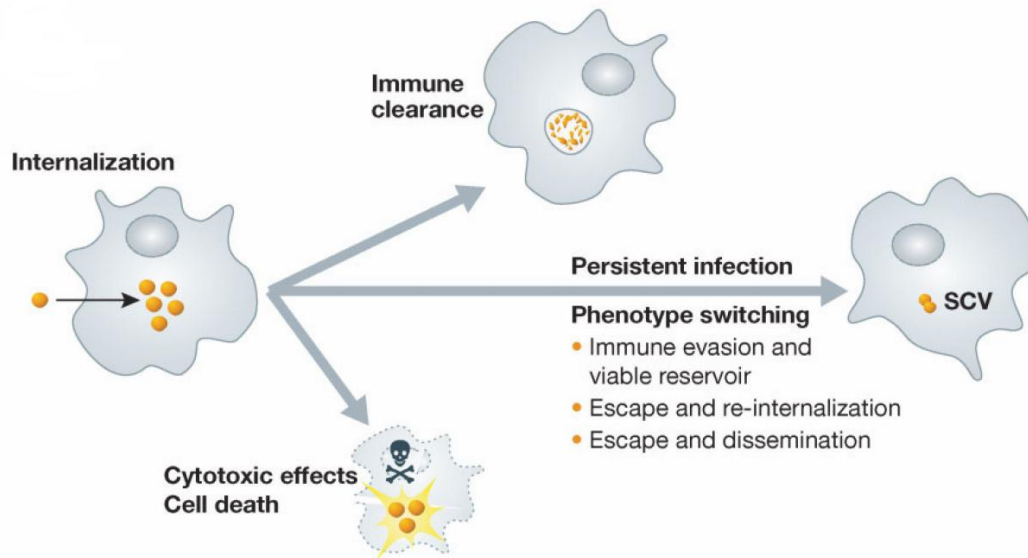 Immune
clearance
Internalization
Persistent infection
Phenotype switching
• Immune evasion and
viable reservoir
• Escape and re-internalization
• Escape and dissemination
SCV
Cytotoxic effects
Cell death